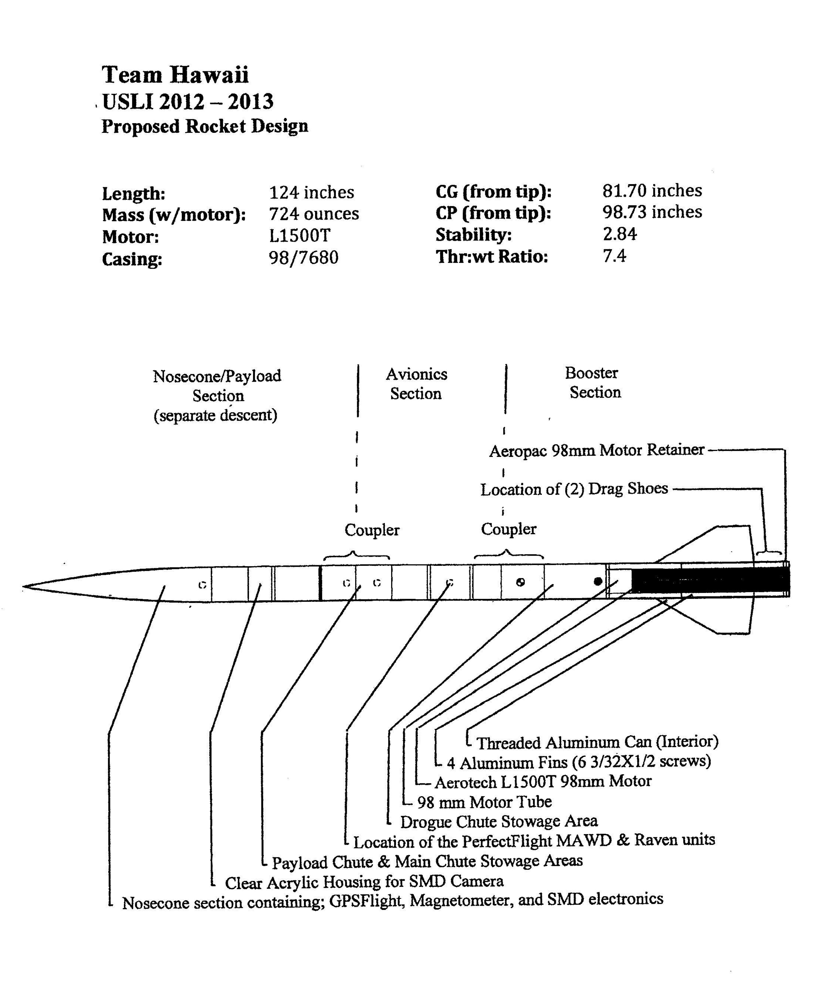 Team Hawaii
USLI 2012 – 2013
Proposed Rocket Design
Length: 124 inches CG (from tip): 81.70 inches
Mass (w/motor): 724 ounces CP (from tip): 98.73 inches
Motor: L1500T Stability: 2.84
Casing: 98/7680 Thr:wt Ratio: 7.4
Nosecone/Payload
Section
(separate descent)
Avionics
Section
Booster
Section
Aeropac 98mm Motor Retainer
Location of (2) Drag Shoes
Coupler
Coupler
Threaded Aluminum Can (Interior)
4 Aluminum Fins (6 3/32X1/2 screws)
Aerotech L1500T 98mm Motor
98 mm Motor Tube
Drogue Chute Stowage Area
Location of the PerfectFlight MAWD & Raven units
Payload Chute & Main Chute Stowage Areas
Clear Acrylic Housing for SMD Camera
Nosecone section containing; GPSFlight, Magnetometer, and SMD electronics